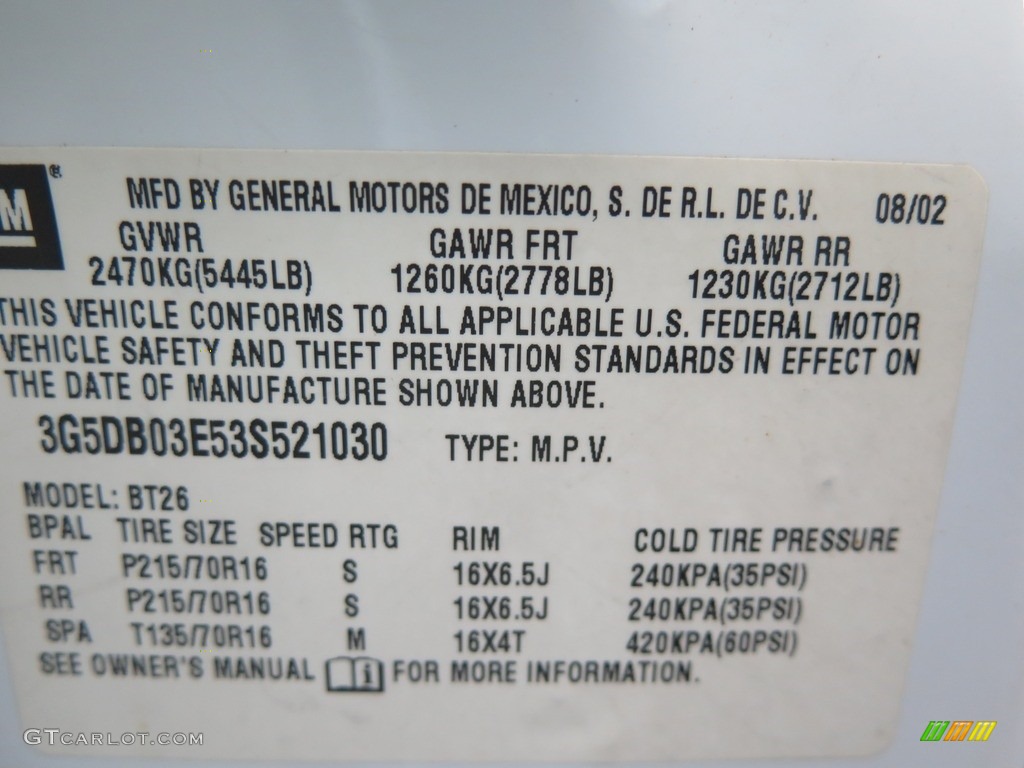 M®
MFD BY GENERAL MOTORS DE MEXICO, S. DE R.L. DE C.V. 08/02
GVWR GAWR FRT GAWR RR
2470KG(5445LB) 1260KG(2778LB) 1230KG(2712LB)
THIS VEHICLE CONFORMS TO ALL APPLICABLE U.S. FEDERAL MOTOR
VEHICLE SAFETY AND THEFT PREVENTION STANDARDS IN EFFECT ON
THE DATE OF MANUFACTURE SHOWN ABOVE.
3G5DB03E53S521030 TYPE: M.P.V.
MODEL: BT26
BPAL TIRE SIZE SPEED RTG RIM COLD TIRE PRESSURE
FRT P215/70R16 S 16X6.5J 240KPA(35PSI)
RR P215/70R16 S 16X6.5J 240KPA(35PSI)
SPA T135/70R16 M 16X4T 420KPA(60PSI)
SEE OWNER'S MANUAL i FOR MORE INFORMATION.
GTCARLOT.COM